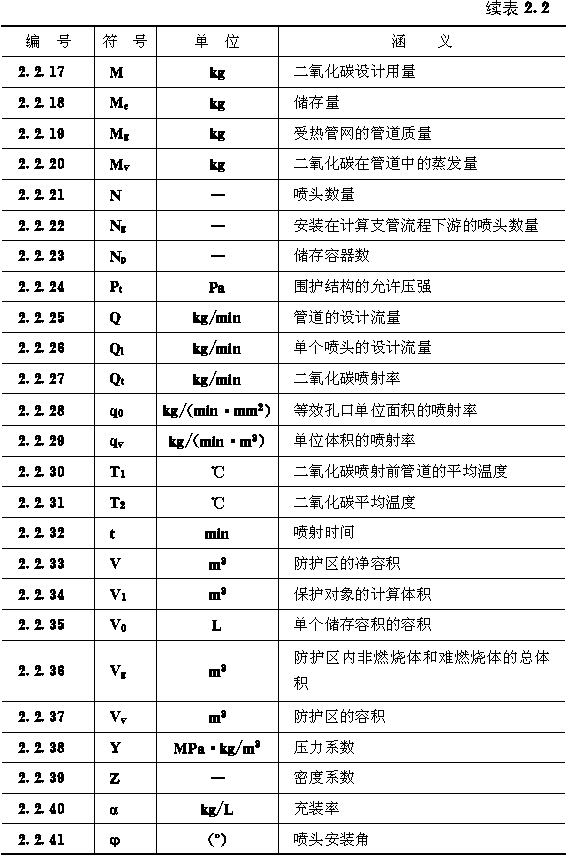 续表 2.2
编 号 符 号 单 位 涵 义
2.2.17 M kg 二氧化碳设计用量
2.2.18 Mc kg 储存量
2.2.19 Mg kg 受热管网的管道质量
2.2.20 Mv kg 二氧化碳在管道中的蒸发量
2.2.21 N — 喷头数量
2.2.22 Ng — 安装在计算支管流程下游的喷头数量
2.2.23 Np — 储存容器数
2.2.24 Pt Pa 围护结构的允许压强
2.2.25 Q kg/min 管道的设计流量
2.2.26 Ql kg/min 单个喷头的设计流量
2.2.27 Qt kg/min 二氧化碳喷射率
2.2.28 q0 kg/(min·mm²) 等效孔口单位面积的喷射率
2.2.29 qv kg/(min·m³) 单位体积的喷射率
2.2.30 T1 ℃ 二氧化碳喷射前管道的平均温度
2.2.31 T2 ℃ 二氧化碳平均温度
2.2.32 t min 喷射时间
2.2.33 V m³ 防护区的净容积
2.2.34 V1 m³ 保护对象的计算体积
2.2.35 V0 L 单个储存容积的容积
2.2.36 Vg m³ 防护区内非燃烧体和难燃烧体的总体
积
2.2.37 Vv m³ 防护区的容积
2.2.38 Y MPa·kg/m³ 压力系数
2.2.39 Z — 密度系数
2.2.40 α kg/L 充装率
2.2.41 φ (°) 喷头安装角